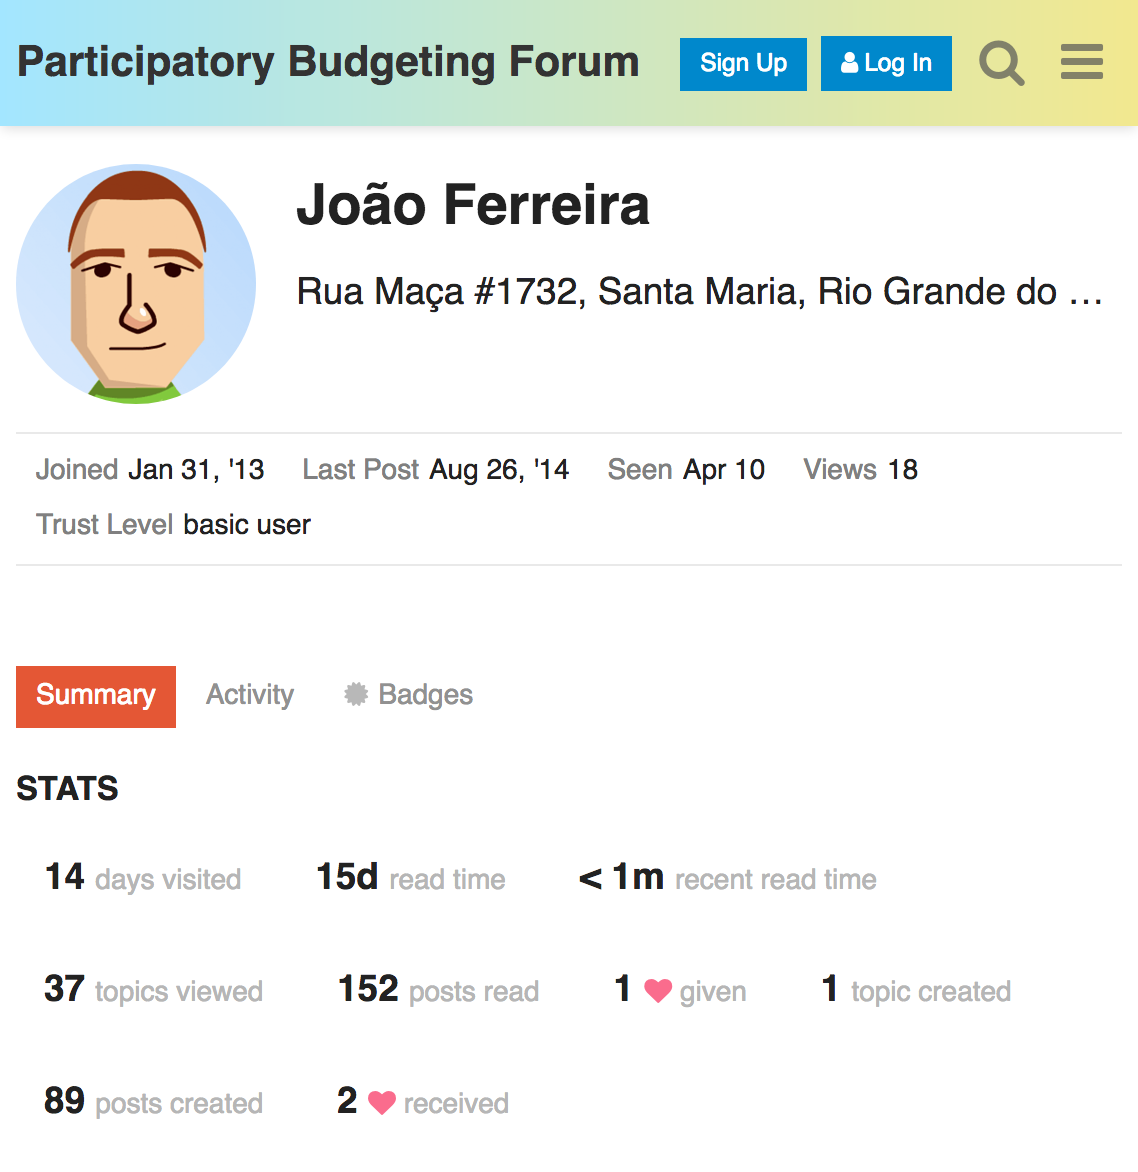 Participatory Budgeting Forum Sign Up Log In
João Ferreira
Rua Maça #1732, Santa Maria, Rio Grande do …
Joined Jan 31, '13 Last Post Aug 26, '14 Seen Apr 10 Views 18
Trust Level basic user
Summary Activity Badges
STATS
14 days visited 15d read time < 1m recent read time
37 topics viewed 152 posts read 1 given 1 topic created
89 posts created 2 received